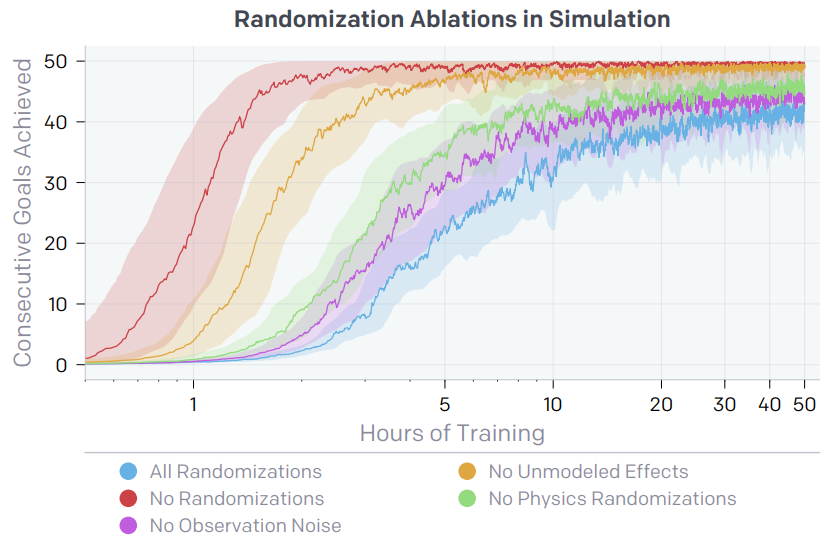 Randomization Ablations in Simulation
Consecutive Goals Achieved
50
40
30
20
10
0
1 5 10 20 30 40 50
Hours of Training
All Randomizations
No Randomizations
No Observation Noise
No Unmodeled Effects
No Physics Randomizations